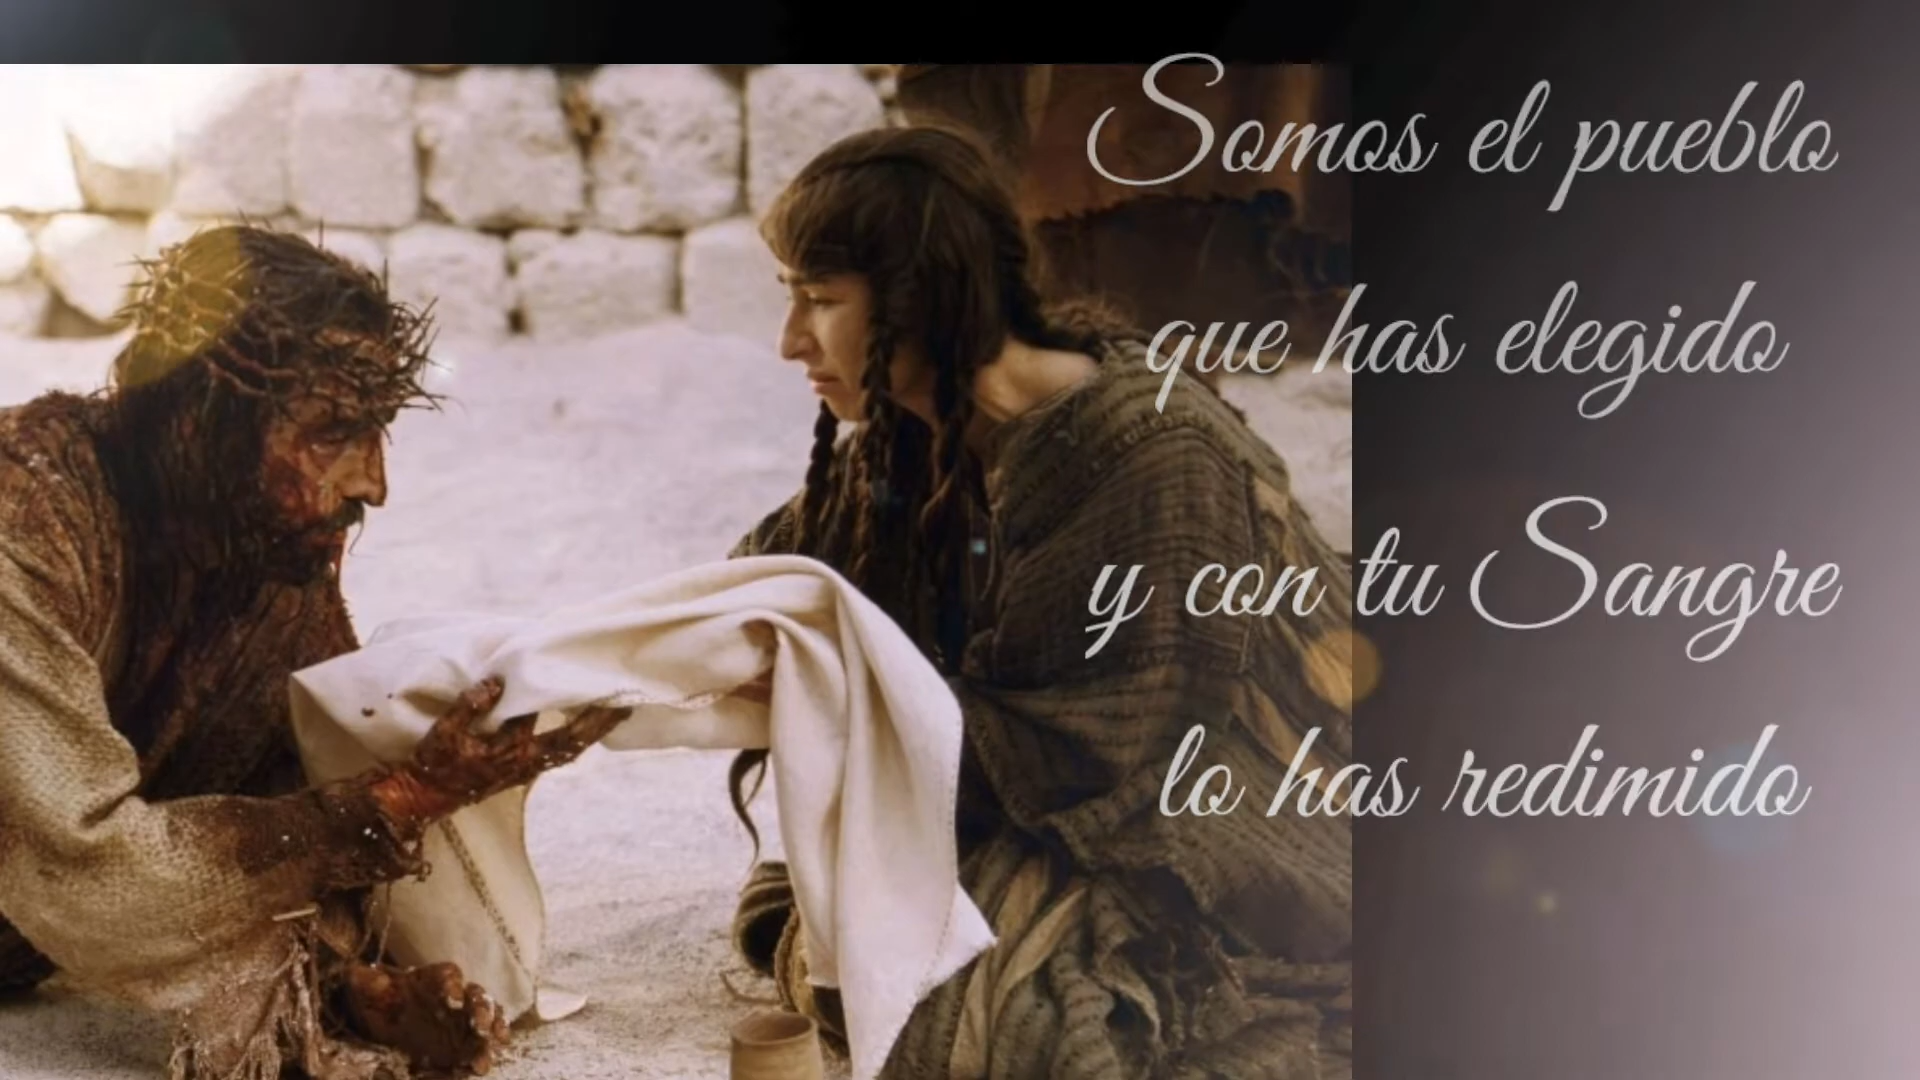 Somos el pueblo
que has elegido
y con tu Sangre
lo has redimido